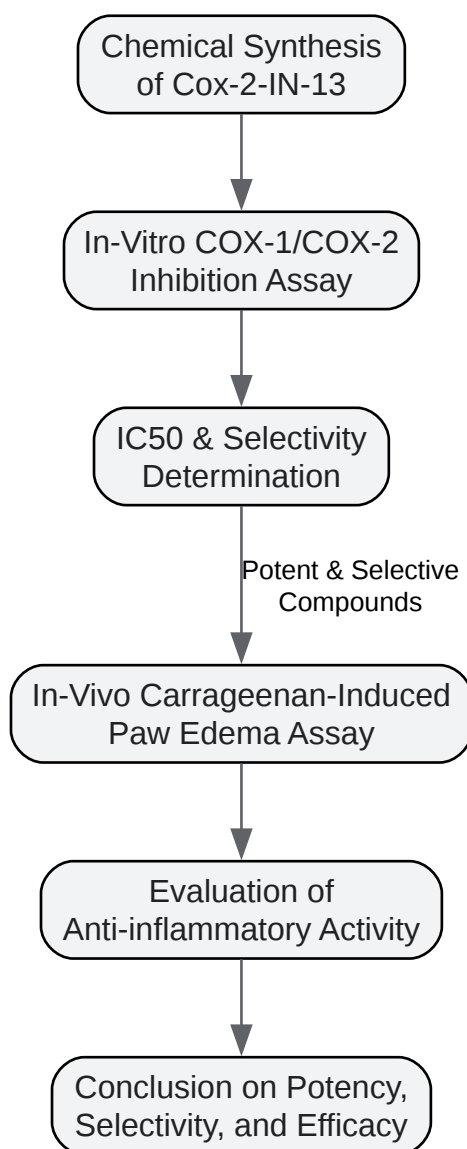 Chemical Synthesis
of Cox-2-IN-13
In-Vitro COX-1/COX-2
Inhibition Assay
IC50 & Selectivity
Determination
Potent & Selective
Compounds
In-Vivo Carrageenan-Induced
Paw Edema Assay
Evaluation of
Anti-inflammatory Activity
Conclusion on Potency,
Selectivity, and Efficacy